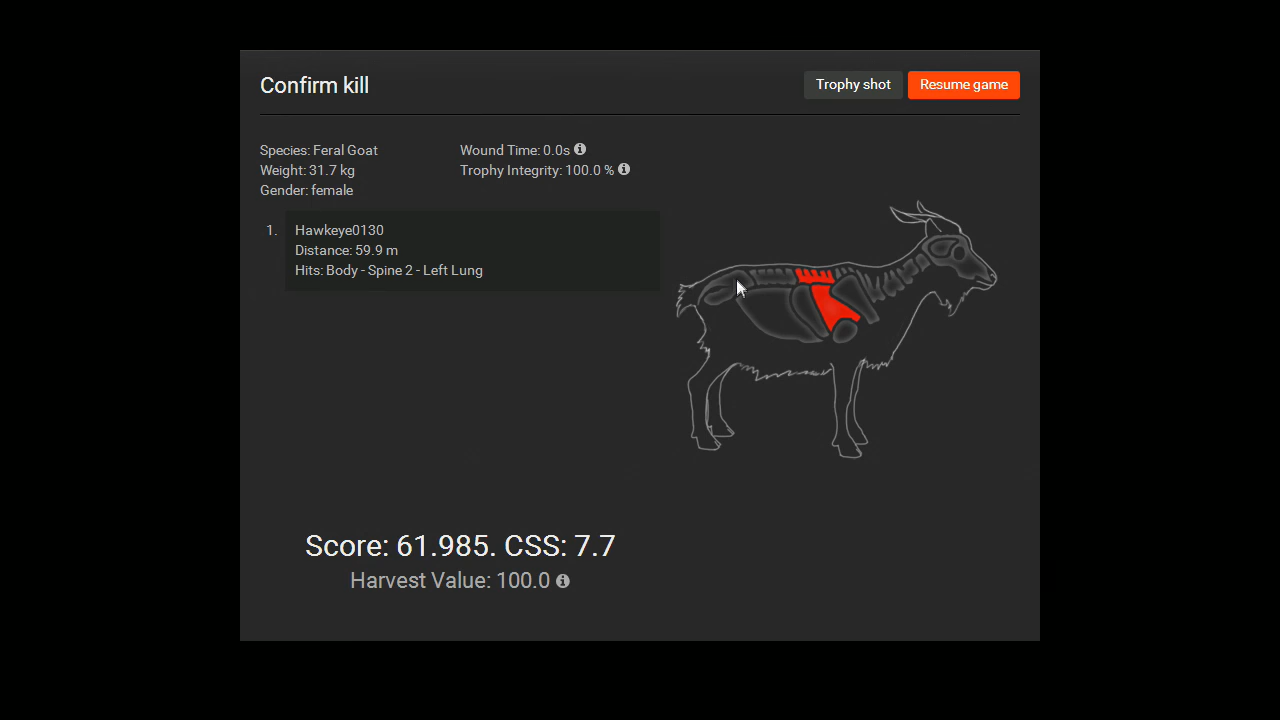 Confirm kill
Trophy shot
Resume game
Species: Feral Goat
Weight: 31.7 kg
Gender: female
Wound Time: 0.0s
Trophy Integrity: 100.0 %
1.
Hawkeye0130
Distance: 59.9 m
Hits: Body - Spine 2 - Left Lung
Score: 61.985. CSS: 7.7
Harvest Value: 100.0